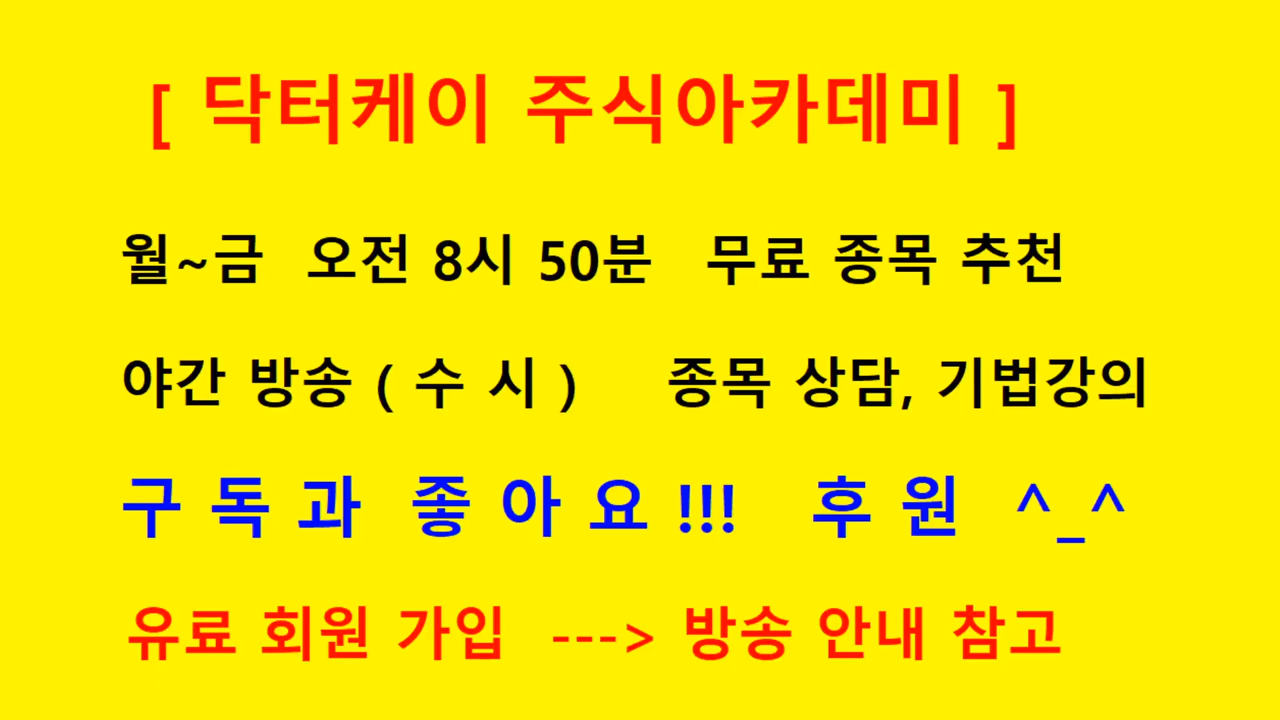 [ 닥터케이 주식아카데미 ]
월~금 오전 8시 50분 무료 종목 추천
야간 방송 ( 수 시 ) 종목 상담, 기법강의
구 독 과 좋 아 요 !!! 후 원 ^_^
유료 회원 가입 ---> 방송 안내 참고